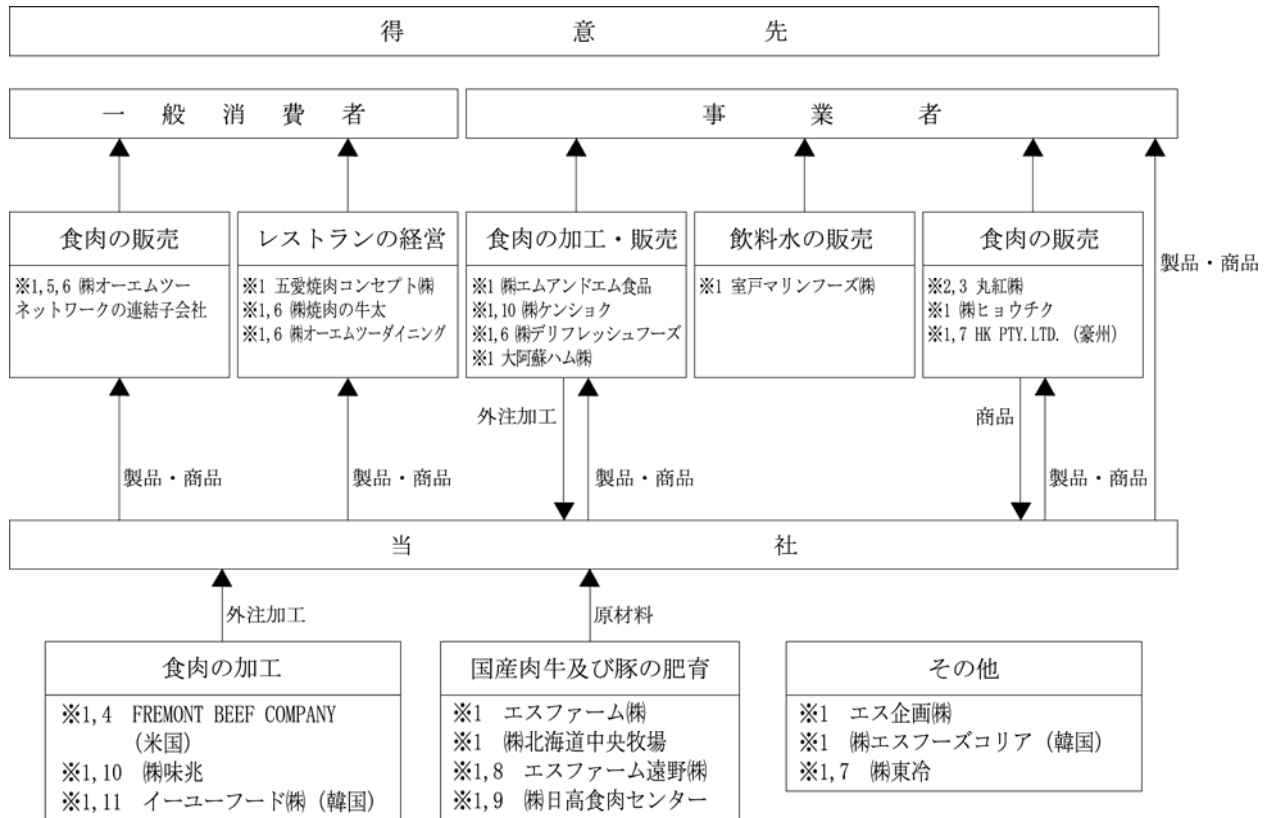 得意先
一般消費者
事業者
食肉の販売
※1,5,6 ㈱オーエムツー
ネットワークの連結子会社
レストランの経営
※1 五愛焼肉コンセプト㈱
※1,6 ㈱焼肉の牛太
※1,6 ㈱オーエムツーダイニング
食肉の加工・販売
※1 ㈱エムアンドエム食品
※1,10 ㈱ケンショク
※1,6 ㈱デリフレッシュフーズ
※1 大阿蘇ハム㈱
飲料水の販売
※1 室戸マリンフーズ㈱
食肉の販売
※2,3 丸紅㈱
※1 ㈱ヒョウチク
※1,7 HK PTY.LTD. (豪州)
製品・商品
外注加工
商品
製品・商品
製品・商品
製品・商品
製品・商品
当社
外注加工
原材料
食肉の加工
※1,4 FREMONT BEEF COMPANY
(米国)
※1,10 ㈱味兆
※1,11 イーユーフード㈱ (韓国)
国産肉牛及び豚の肥育
※1 エスファーム㈱
※1 ㈱北海道中央牧場
※1,8 エスファーム遠野㈱
※1,9 ㈱日高食肉センター
その他
※1 エス企画㈱
※1 ㈱エスフーズコリア (韓国)
※1,7 ㈱東冷